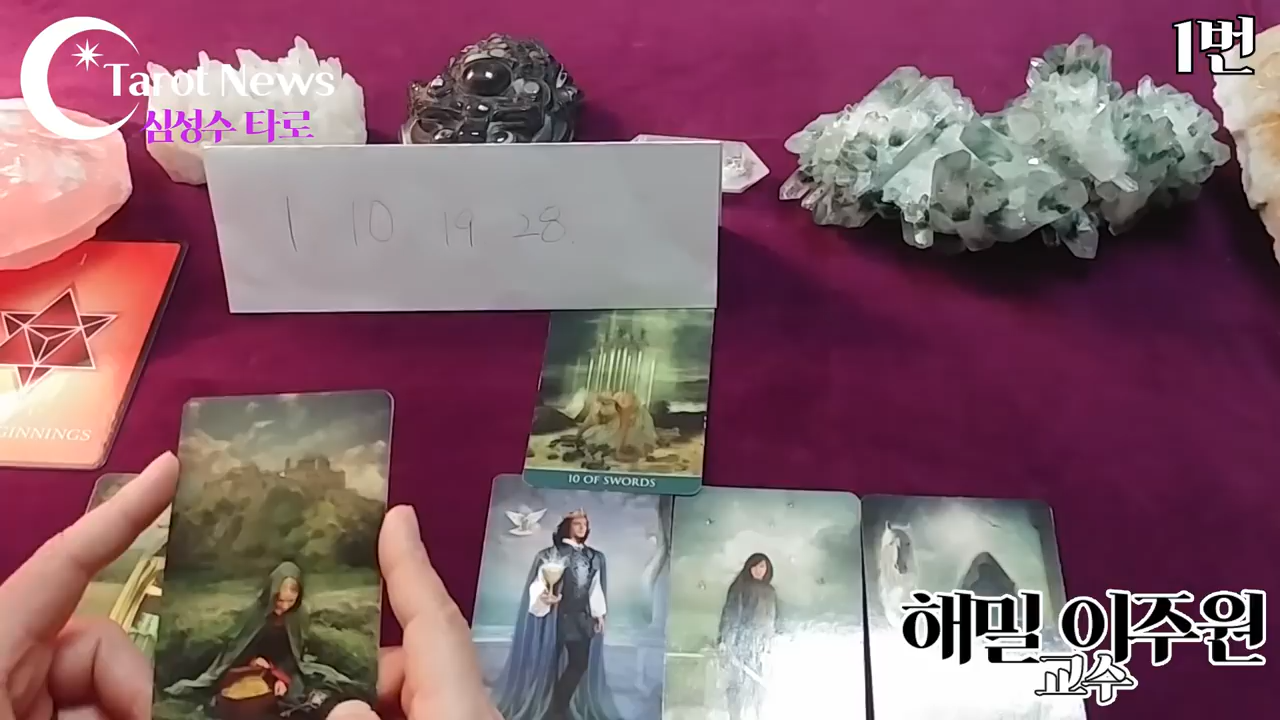 Tarot News
심성수 타로
1번
1 10 19 28.
GINNINGS
10 OF SWORDS
해밀 이주원
교수